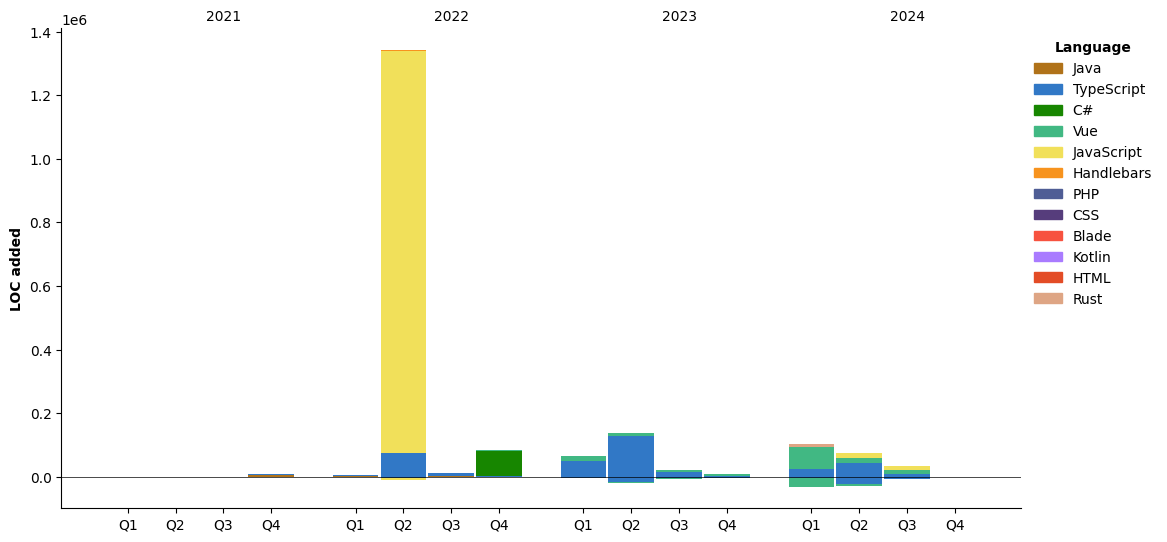 2021 2022 2023 2024
1e6
1.4
1.2
1.0
0.8
0.6
0.4
0.2
0.0
LOC added
Q1 Q2 Q3 Q4 Q1 Q2 Q3 Q4 Q1 Q2 Q3 Q4 Q1 Q2 Q3 Q4
Language
Java
TypeScript
C#
Vue
JavaScript
Handlebars
PHP
CSS
Blade
Kotlin
HTML
Rust